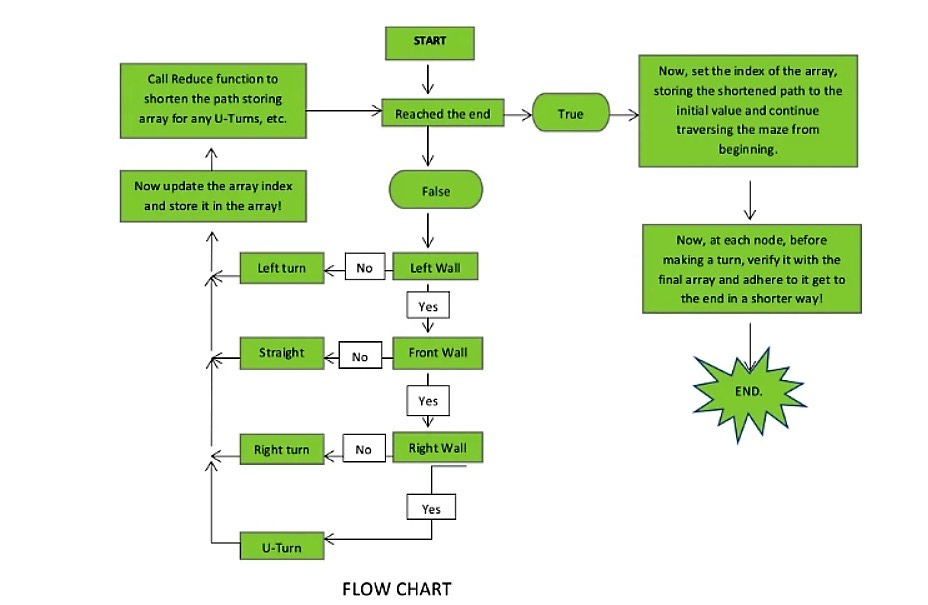 START
Call Reduce function to
shorten the path storing
array for any U-Turns, etc.
Reached the end
True
Now, set the index of the array,
storing the shortened path to the
initial value and continue
traversing the maze from
beginning.
Now update the array index
and store it in the array!
False
Now, at each node, before
making a turn, verify it with the
final array and adhere to it get to
the end in a shorter way!
Left turn
No
Left Wall
Yes
Straight
No
Front Wall
Yes
END.
Right turn
No
Right Wall
Yes
U-Turn
FLOW CHART